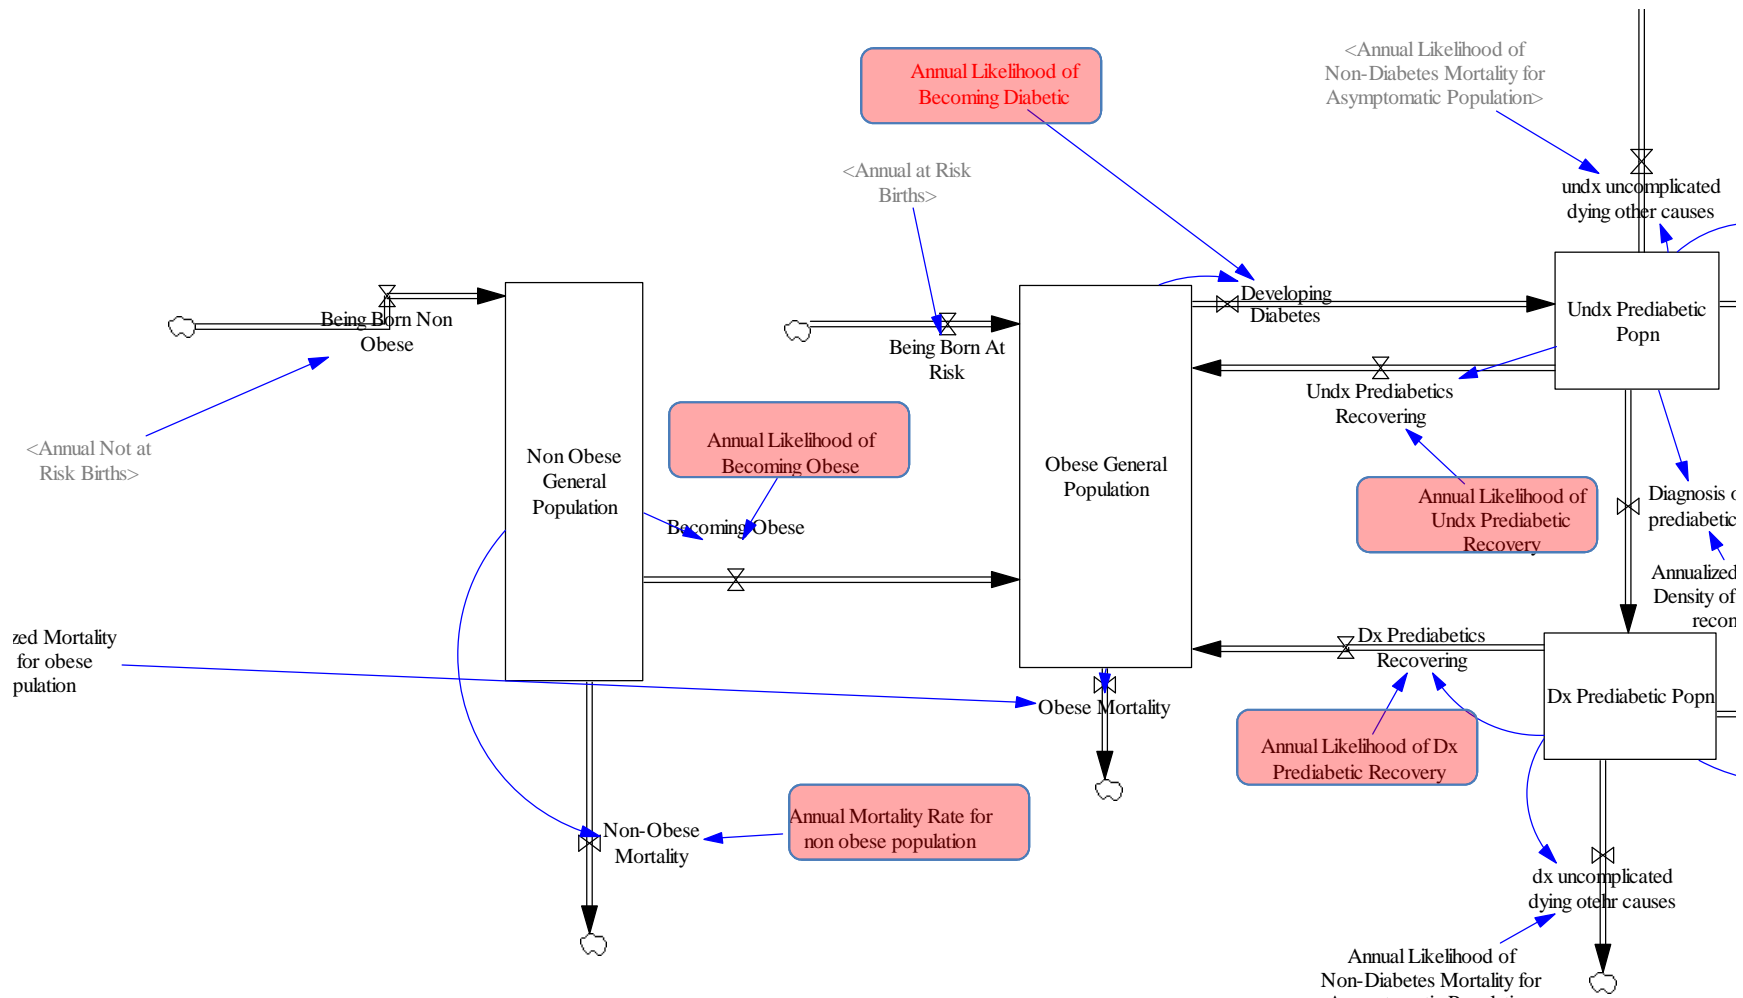 Annual Likelihood of
Becoming Diabetic
<Annual Likelihood of
Non-Diabetes Mortality for
Asymptomatic Population>
<Annual at Risk
Births>
undx uncomplicated
dying other causes
Being Born Non
Obese
Developing
Diabetes
Undx Prediabetic
Popn
Being Born At
Risk
Undx Prediabetics
Recovering
<Annual Not at
Risk Births>
Annual Likelihood of
Becoming Obese
Non Obese
General
Population
Obese General
Population
Becoming Obese
Annual Likelihood of
Undx Prediabetic
Recovery
Diagnosis
prediabetic
Annualized
Density of
Mortality
for obese
Dx Prediabetics
Recovering
Dx Prediabetic Popn
Obese Mortality
Annual Likelihood of Dx
Prediabetic Recovery
Non-Obese
Mortality
Annual Mortality Rate for
non obese population
dx uncomplicated
dying otehr causes
Annual Likelihood of
Non-Diabetes Mortality for